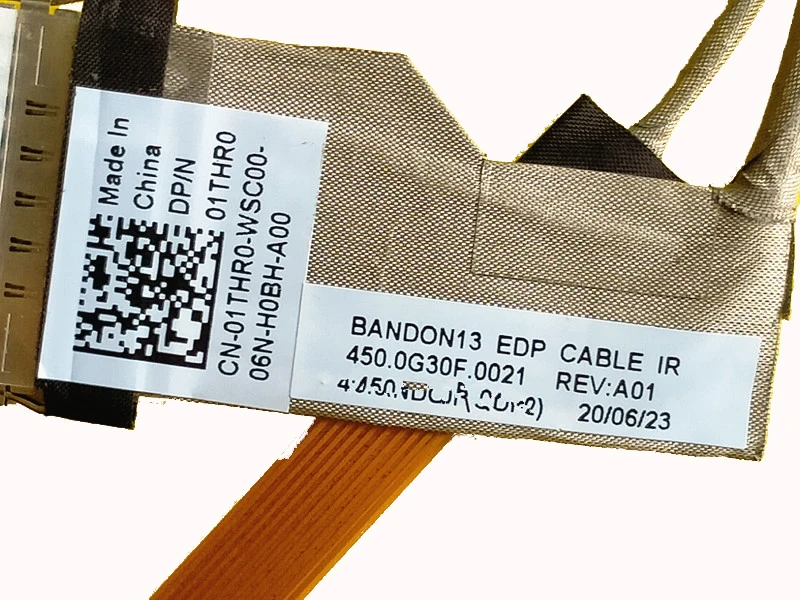 Made In
China
DP/N 01THR0
CN-01THR0-WSC00-
06N-H0BH-A00
BANDON13 EDP CABLE IR
450.0G30F.0021 REV:A01
20/06/23